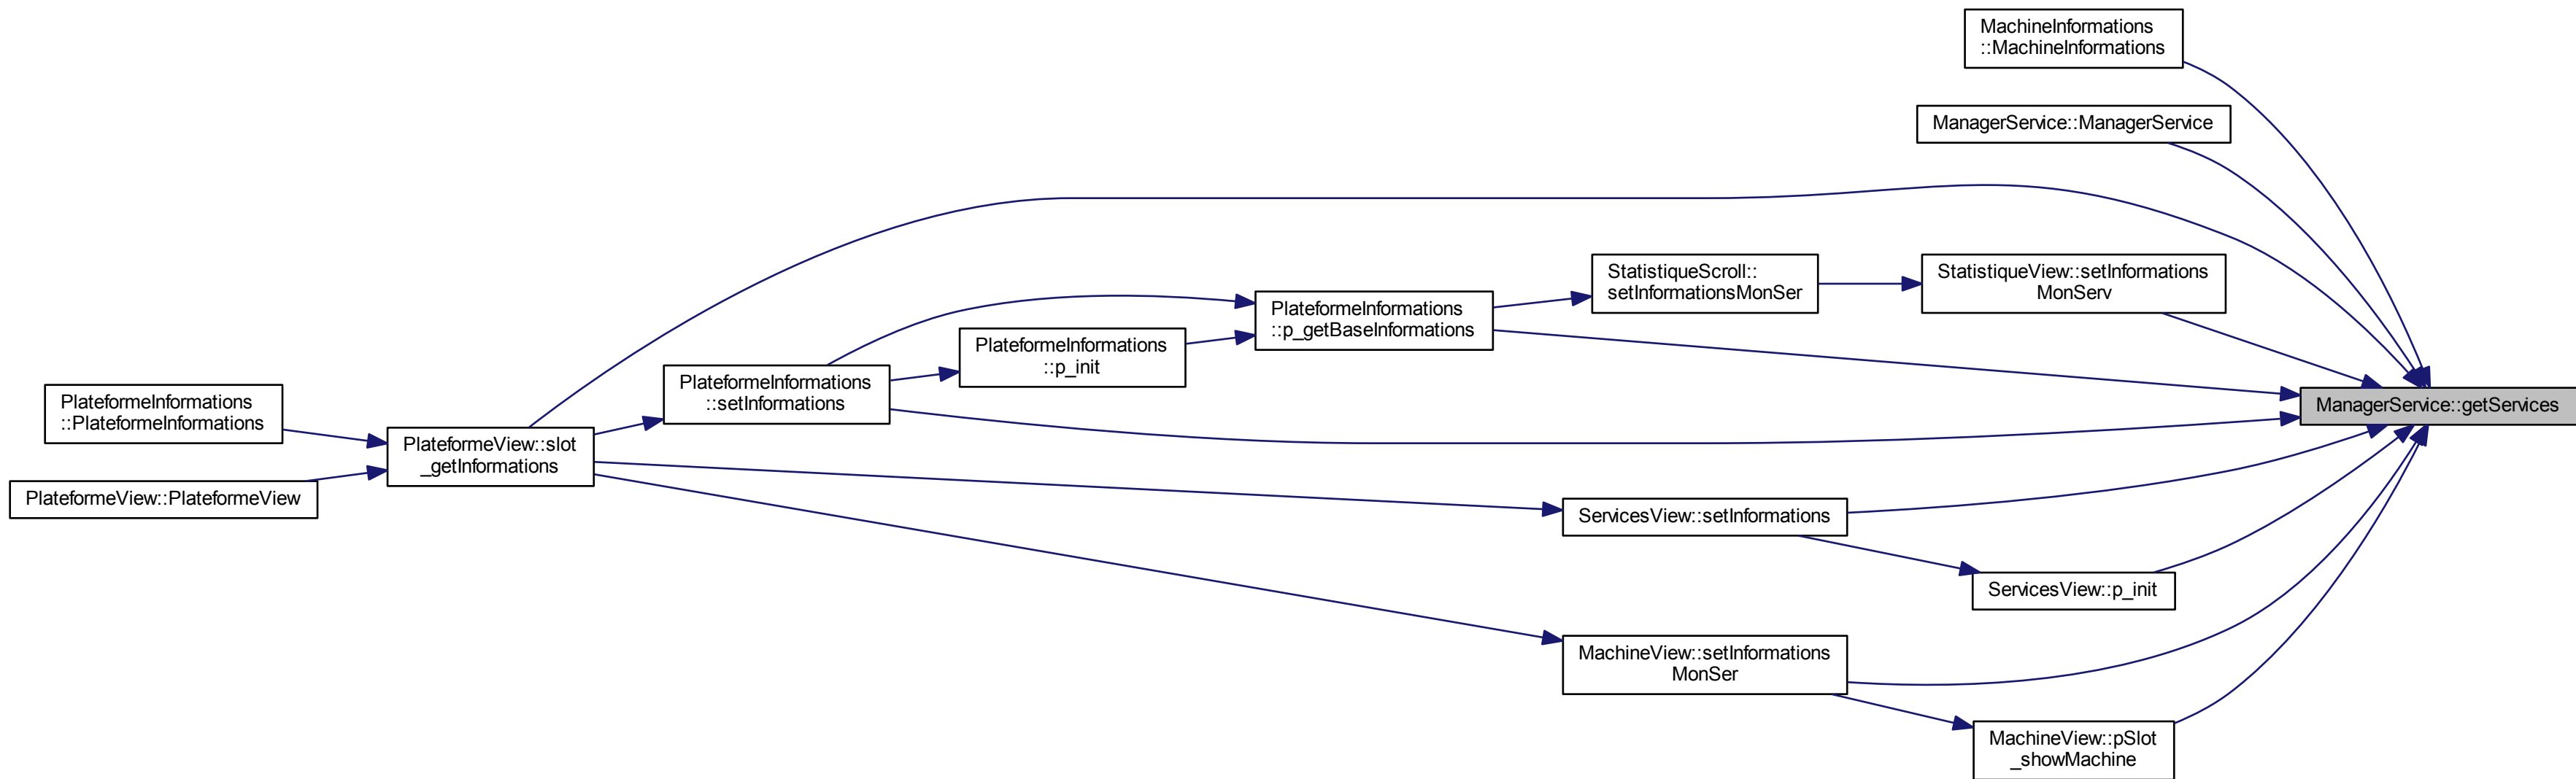 MachineInformations
::MachineInformations
ManagerService::ManagerService
StatistiqueScroll::
setInformationsMonSer
StatistiqueView::setInformations
MonServ
PlateformeInformations
::p_getBaseInformations
PlateformeInformations
::p_init
PlateformeInformations
::setInformations
PlateformeInformations
::PlateformeInformations
ManagerService::getServices
PlateformeView::slot
_getInformations
PlateformeView::PlateformeView
ServicesView::setInformations
ServicesView::p_init
MachineView::setInformations
MonSer
MachineView::pSlot
_showMachine